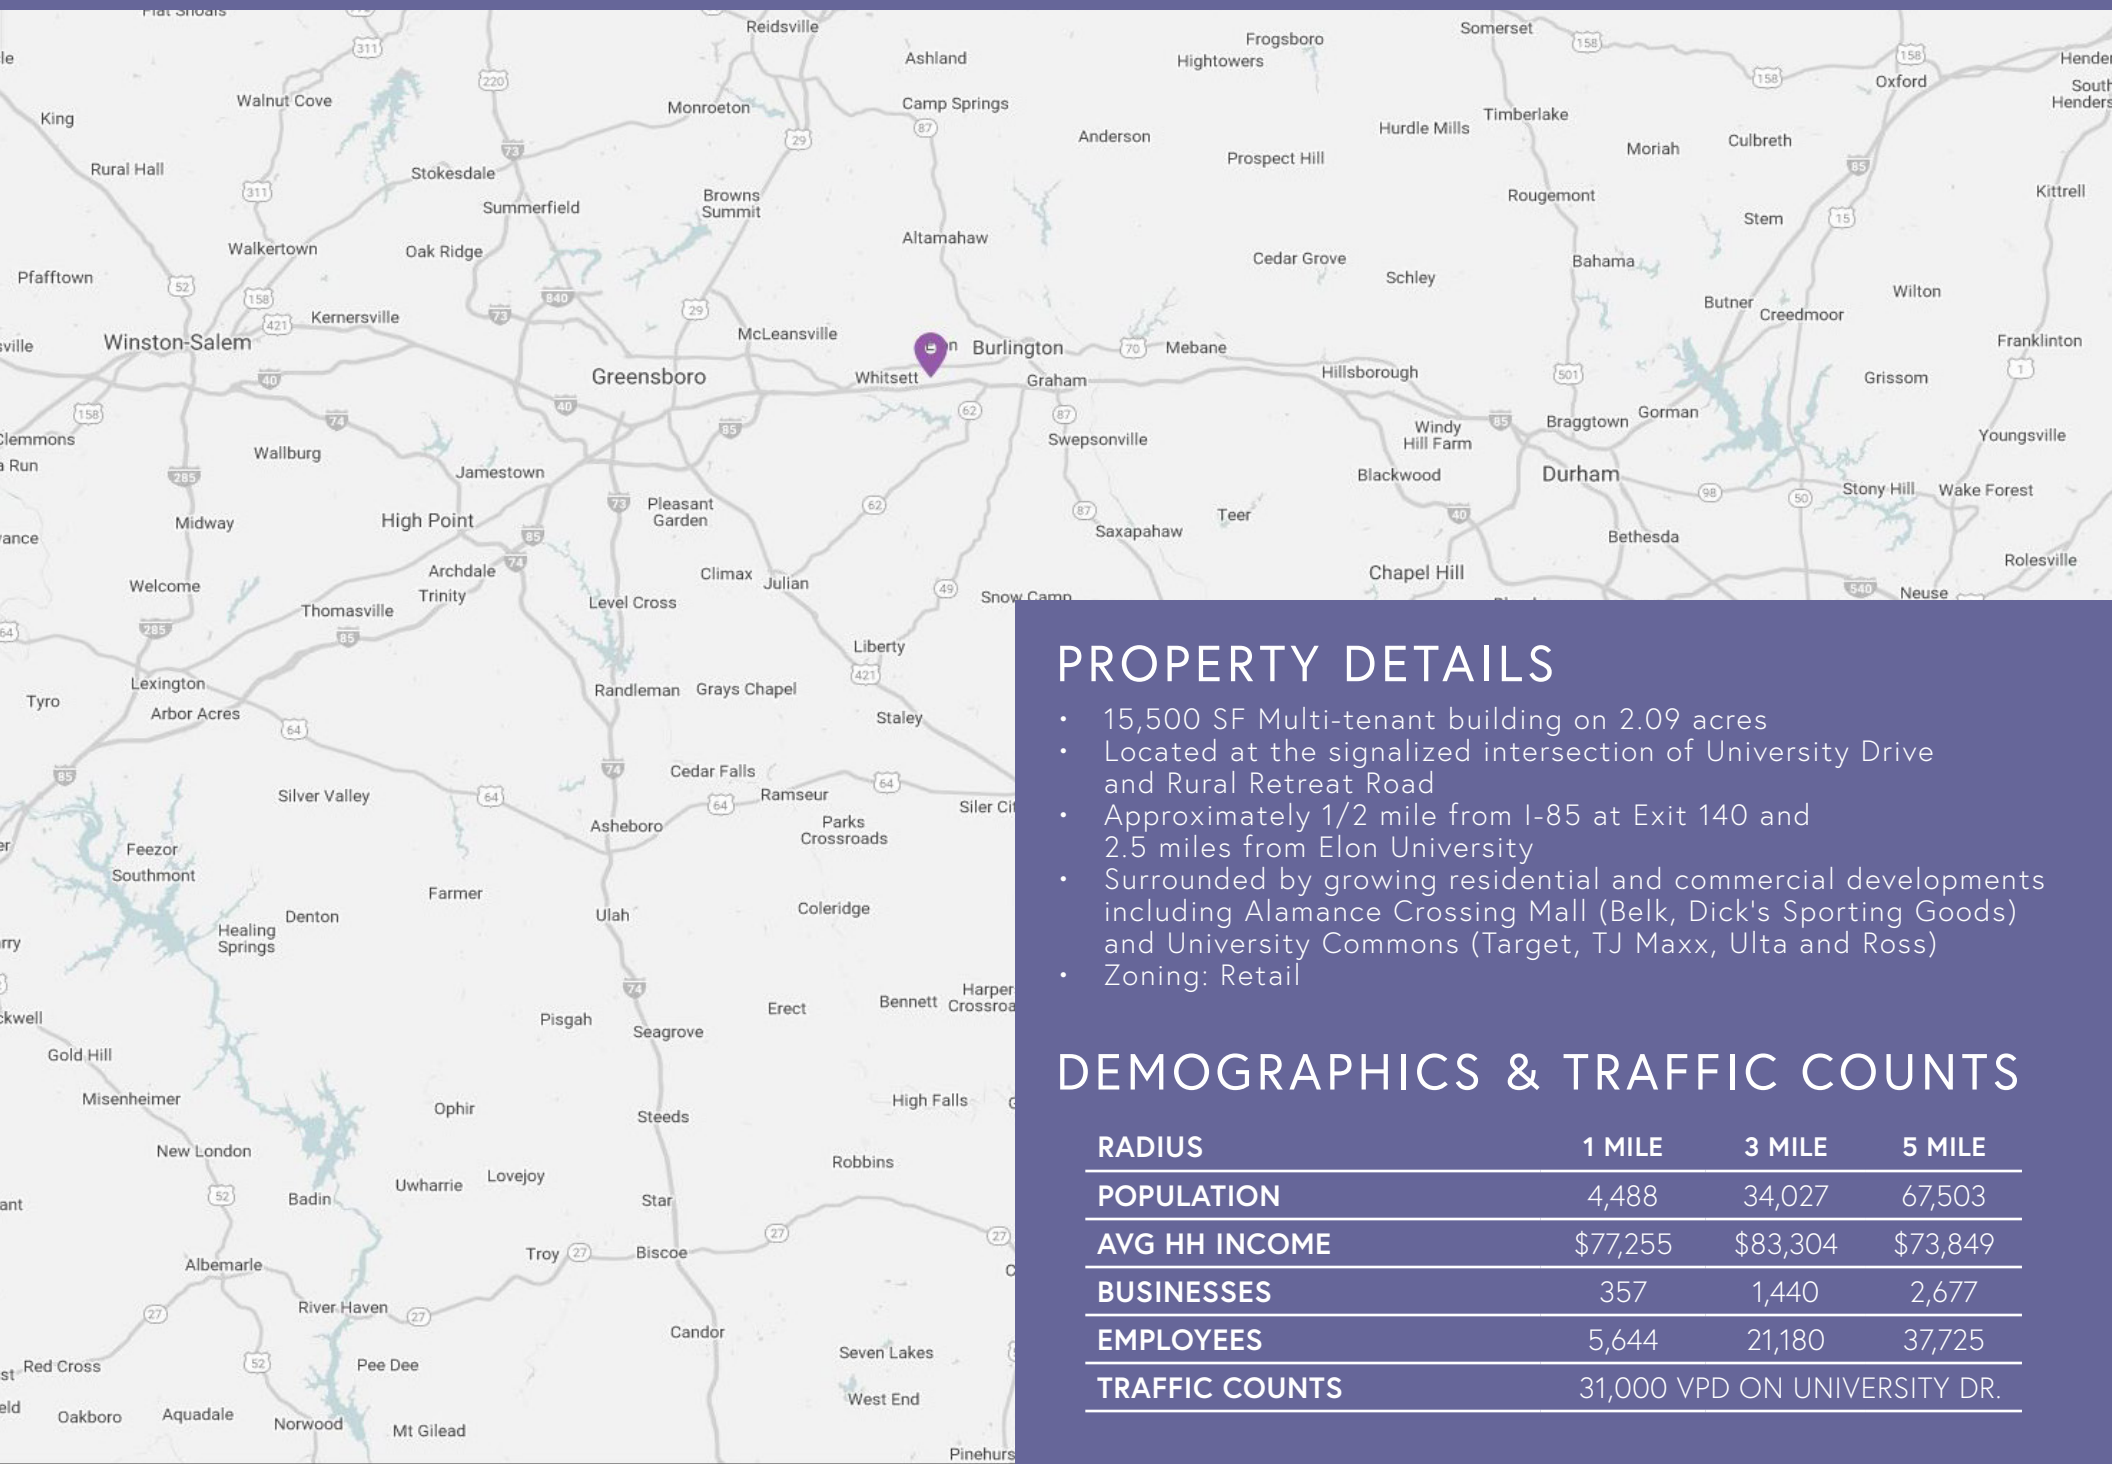 Flat Shoals
Reidsville
Frogsboro
Somerset
Ashland
Hightowers
Oxford
Walnut Cove
Monroeton
Camp Springs
Timberlake
King
Anderson
Hurdle Mills
Culbreth
Moriah
Prospect Hill
Rural Hall
Stokesdale
Browns
Summit
Rougemont
Kittrell
Summerfield
Stem
Walkertown
Oak Ridge
Altamahaw
Cedar Grove
Schley
Bahama
Pfafftown
Butner
Creedmoor
Wilton
Kernersville
McLeansville
Winston-Salem
Burlington
Mebane
Franklinton
Greensboro
Whitsett
Graham
Hillsborough
Grissom
Clemmons
Wallburg
Jamestown
Swepsonville
Windy
Hill Farm
Braggtown
Gorman
Youngsville
Blackwood
Durham
Stony Hill
Wake Forest
High Point
Midway
Pleasant
Garden
Teer
Saxapahaw
Bethesda
Rolesville
Archdale
Trinity
Climax
Julian
Chapel Hill
Neuse
Welcome
Thomasville
Level Cross
Snow Camp
Liberty
Lexington
Randleman
Grays Chapel
Tyro
Arbor Acres
Staley
Cedar Falls
Silver Valley
Ramseur
Asheboro
Parks
Crossroads
Feezor
Southmont
Farmer
Denton
Ulah
Coleridge
Healing
Springs
Erect
Bennett
Pisgah
Seagrove
Gold Hill
Misenheimer
Ophir
Steeds
High Falls
New London
Robbins
Uwharrie
Lovejoy
Badin
Star
Troy
Biscoe
Albemarle
River Haven
Candor
Seven Lakes
Red Cross
Pee Dee
West End
Oakboro
Aquadale
Norwood
Mt Gilead
PROPERTY DETAILS
• 15,500 SF Multi-tenant building on 2.09 acres
• Located at the signalized intersection of University Drive
and Rural Retreat Road
• Approximately 1/2 mile from I-85 at Exit 140 and
2.5 miles from Elon University
• Surrounded by growing residential and commercial developments
including Alamance Crossing Mall (Belk, Dick's Sporting Goods)
and University Commons (Target, TJ Maxx, Ulta and Ross)
• Zoning: Retail
DEMOGRAPHICS & TRAFFIC COUNTS
RADIUS 1 MILE 3 MILE 5 MILE
POPULATION 4,488 34,027 67,503
AVG HH INCOME $77,255 $83,304 $73,849
BUSINESSES 357 1,440 2,677
EMPLOYEES 5,644 21,180 37,725
TRAFFIC COUNTS 31,000 VPD ON UNIVERSITY DR.